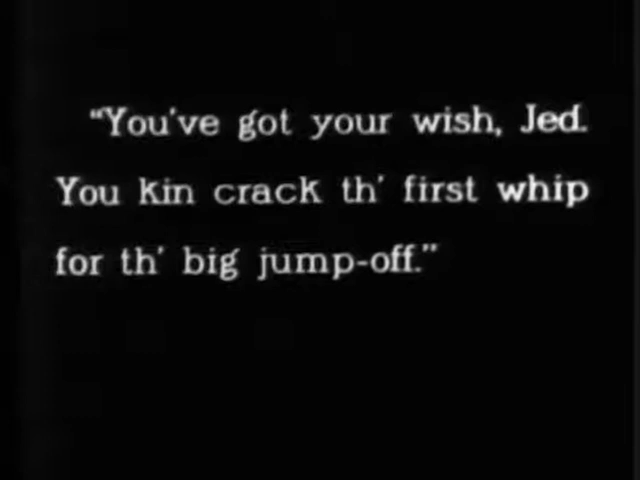 "You've got your wish, Jed.
You kin crack th' first whip
for th' big jump-off."